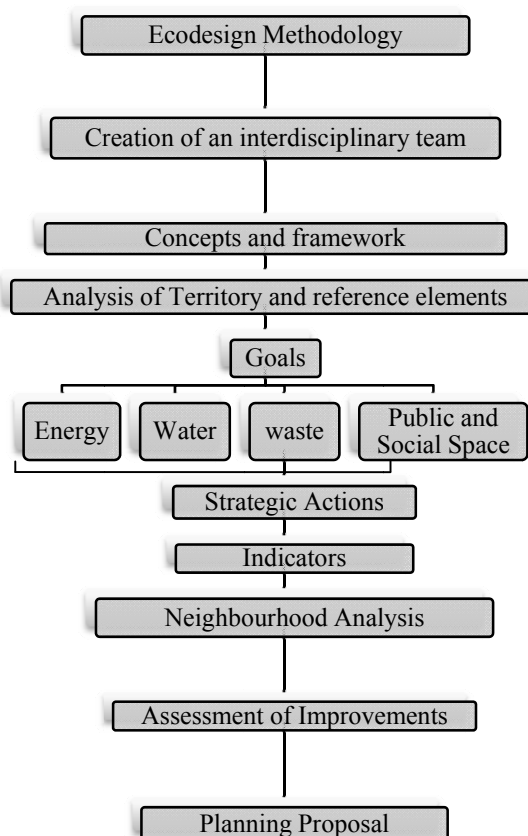 Ecodesign Methodology
Creation of an interdisciplinary team
Concepts and framework
Analysis of Territory and reference elements
Goals
Energy
Water
waste
Public and
Social Space
Strategic Actions
Indicators
Neighbourhood Analysis
Assessment of Improvements
Planning Proposal